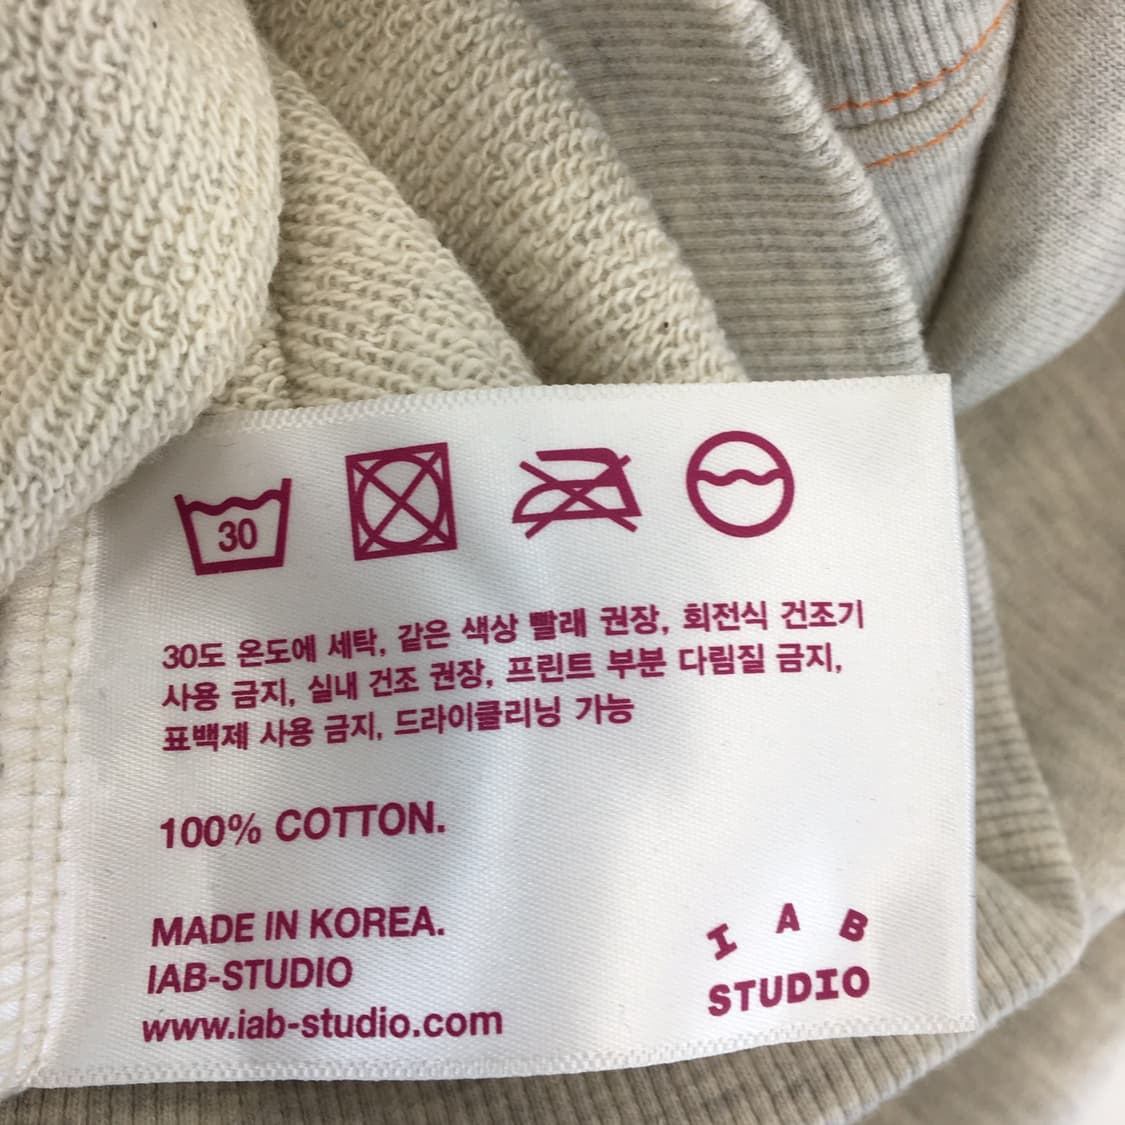 30
30도 온도에 세탁, 같은 색상 빨래 권장, 회전식 건조기
사용 금지, 실내 건조 권장, 프린트 부분 다림질 금지,
표백제 사용 금지, 드라이클리닝 가능
100% COTTON.
MADE IN KOREA.
IAB-STUDIO
www.iab-studio.com
I A B
STUDIO